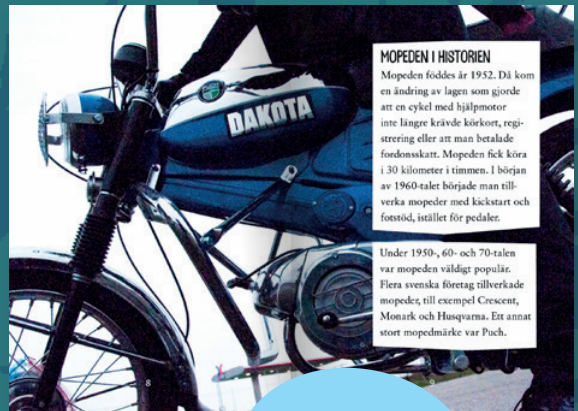 DAKOTA
MOPEDEN I HISTORIEN
Mopeden föddes år 1952. Då kom
en ändring av lagen som gjorde
att en cykel med hjälpmotor
inte längre krävde körkort, regi-
strering eller att man betalade
fordonsskatt. Mopeden fick köra
i 30 kilometer i timmen. I början
av 1960-talet började man till-
verka mopeder med kickstart och
fotstöd, istället för pedaler.
Under 1950-, 60- och 70-talen
var mopeden väldigt populär.
Flera svenska företag tillverkade
mopeder, till exempel Crescent,
Monark och Husqvarna. Ett annat
stort mopedmärke var Puch.
8
9